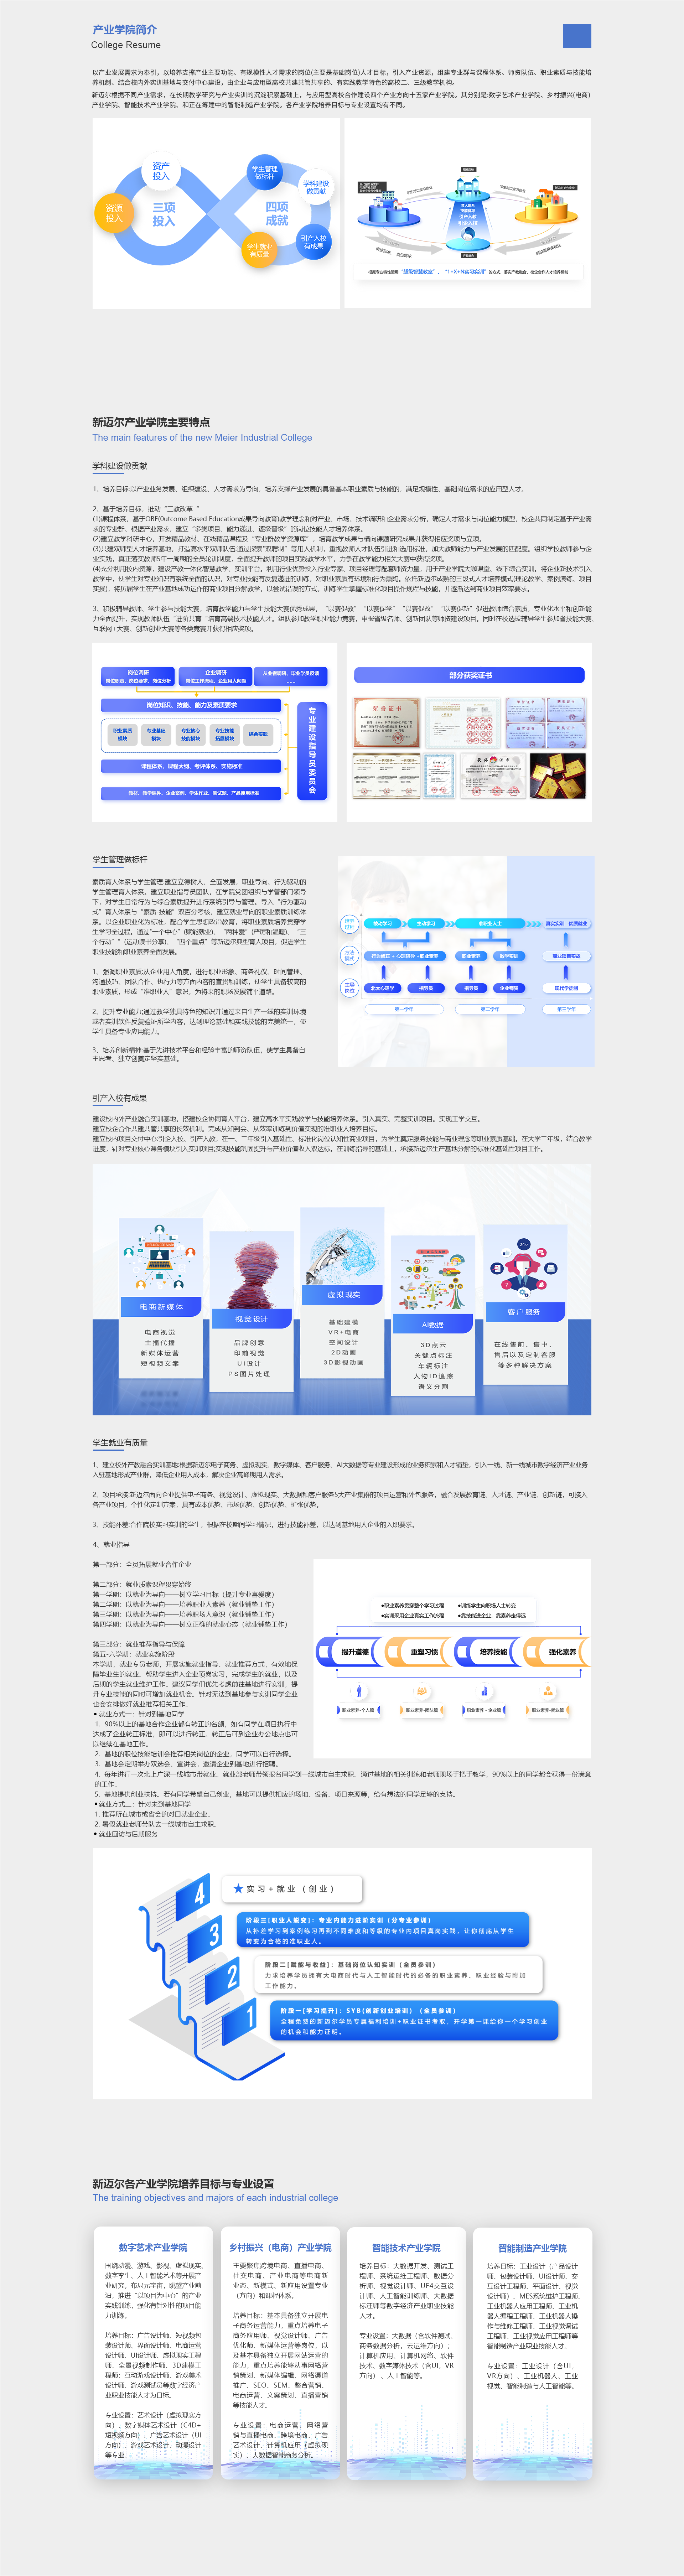 产业学院简介
College Resume
以产业发展需求为牵引，以培养支撑产业主要功能、有规模性人才需求的岗位(主要是基础岗位)人才目标，引入产业资源，组建专业群与课程体系、师资队伍、职业素质与技能培
养机制、结合校内外实训基地与交付中心建设，由企业与应用型高校共建共管共享的、有实践教学特色的高校二、三级教学机构。
新迈尔根据不同产业需求，在长期教学研究与产业实训的沉淀积累基础上，与应用型高校合作建设四个产业方向十五家产业学院。其分别是:数字艺术产业学院、乡村振兴(电商)
产业学院、智能技术产业学院、和正在筹建中的智能制造产业学院。各产业学院培养目标与专业设置均有不同。
资产
投入
资源
投入
三项
投入
学生管理
做标杆
学科建设
做贡献
四项
成就
引产入校
有成果
学生就业
有质量
新迈尔产业学院主要特点
The main features of the new Meier Industrial College
学科建设做贡献
1、培养目标:以产业业务发展、组织建设、人才需求为导向，培养支撑产业发展的具备基本职业素质与技能的，满足规模性、基础岗位需求的应用型人才。
2、基于培养目标，推动“三教改革“
(1)课程体系，基于OBE(Outcome Based Education成果导向教育)教学理念和对产业、市场、技术调研和企业需求分析，确定人才需求与岗位能力模型，校企共同制定基于产业需
求的专业群、根据产业需求，建立“多类项目、能力递进、逐级晋级”的岗位技能人才培养体系。
(2)建立教学科研中心，开发精品教材、在线精品课程及“专业群教学资源库”，培育教学成果与横向课题研究成果并获得相应奖项与立项。
(3)共建双师型人才培养基地，打造高水平双师队伍:通过探索“双聘制”等用人机制，重视教师人才队伍引进和选用标准，加大教师能力与产业发展的匹配度，组织学校教师参与企
业实践，真正落实教师5年一周期的全员轮训制度，全面提升教师的项目实践教学水平，力争在教学能力相关大赛中获得奖项。
(4)充分利用校内资源，建设产教一体化智慧教学、实训平台。利用行业优势投入行业专家、项目经理等配套师资力量，用于产业学院大咖课堂、线下综合实训。将企业新技术引入
教学中，使学生对专业知识有系统全面的认识，对专业技能有反复递进的训练，对职业素质有环境和行为熏陶。依托新迈尔成熟的三段式人才培养模式(理论教学、案例演练、项目
实操)，将历届学生在产业基地成功运作的商业项目分解教学，以尝试错误的方式，训练学生掌握标准化项目操作规程与技能，并逐渐达到商业项目效率要求。
3、积极辅导教师、学生参与技能大赛，培育教学能力与学生技能大赛优秀成果，“以赛促教”“以赛促学”“以赛促改”“以赛促新”促进教师综合素质、专业化水平和创新能
力全面提升，实现教师队伍“进阶共育”培育高端技术技能人才。组队参加教学职业能力竞赛，申报省级名师、创新团队等师资建设项目。同时在校选拔辅导学生参加省技能大赛、
互联网+大赛、创新创业大赛等各类竞赛并获得相应奖项。
岗位调研
岗位职责、岗位要求、岗位分析
企业调研
岗位工作流程、企业用人问题
从业者调研、毕业学员反馈
岗位知识、技能、能力及素质要求
职业素质
模块
专业基础
模块
专业核心
技能模块
专业技能
拓展模块
综合实践
课程体系、课程大纲、考评体系、实施标准
教材、教学课件、企业案例、学生作业、测试题、产品使用标准
专业建设指导员委员会
部分获奖证书
学生管理做标杆
素质育人体系与学生管理:建立立德树人、全面发展，职业导向、行为驱动的
学生管理育人体系。建立职业指导员团队，在学院党团组织与学管部门领导
下，对学生日常行为与综合素质提升进行系统引导与管理。导入“行为驱动
式”育人体系与“素质·技能”双百分考核，建立就业导向的职业素质训练体
系。以企业职业化为标准，配合学生思想政治教育，将职业素质培养贯穿学
生学习全过程。通过“一个中心”(赋能就业)、“两种爱”(严厉和温暖)、“三
个行动””(运动读书分享)、“四个重点”等新迈尔典型育人项目，促进学生
职业技能和职业素养全面发展。
1、强调职业素质:从企业用人角度，进行职业形象、商务礼仪、时间管理、
沟通技巧、团队合作、执行力等方面内容的宣贯和训练，使学生具备较高的
职业素质，形成“准职业人”意识，为将来的职场发展铺平道路。
2、提升专业能力;通过教学独具特色的知识并通过来自生产一线的实训环境
或者实训软件反复验证所学内容，达到理论基础和实践技能的完美统一，使
学生具备专业应用能力。
3、培养创新精神:基于先讲技术平台和经验丰富的师资队伍，使学生具备自
主思考、独立创奠定坚实基础。
培养
过程
方法
模式
主导
岗位
辅助学习
主动学习
准职业人士
真实实训 优质就业
行为修正 + 心理辅导 +职业素养
职业素养
教学实战
商业项目实战
北大心理学
指导员
指导员
企业师资
现代学徒制
第一学年
第二学年
第三学年
引产入校有成果
建设校内外产业融合实训基地，搭建校企协同育人平台，建立高水平实践教学与技能培养体系。引入真实、完整实训项目。实现工学交互。
建立校企合作共建共管共享的长效机制。完成从知到会、从效率训练到价值实现的准职业人培养目标。
建立校内项目交付中心:引企入校，引产入教，在一、二年级引入基础性、标准化岗位认知性商业项目，为学生奠定服务技能与商业理念等职业素质基础。在大学二年级，结合教学
进度，针对专业核心课各模块引入实训项目;实现技能巩固提升与产业价值收入双达标。在训练指导的基础上，承接新迈尔生产基地分解的标准化基础性项目工作。
电商新媒体
电商视觉
主播代播
新媒体运营
短视频文案
视觉设计
品牌创意
印前视觉
UI设计
PS图片处理
虚拟现实
基础建模
VR+电商
空间设计
2D动画
3D影视动画
AI数据
3D点云
关键点标注
车辆标注
人物ID追踪
语义分割
客户服务
在线售前、售中、
售后以及定制客服
等多种解决方案
学生就业有质量
1、建立校外产教融合实训基地:根据新迈尔电子商务、虚拟现实、数字媒体、客户服务、AI大数据等专业建设形成的业务积累和人才铺垫，引入一线、新一线城市数字经济产业业务
入驻基地形成产业群，降低企业用人成本，解决企业高峰期用人需求。
2、项目承接:新迈尔面向企业提供电子商务、视觉设计、虚拟现实、大数据和客户服务5大产业集群的项目运营和外包服务，融合发展教育链、人才链，产业链、创新链，可接入
各产业项目，个性化定制方案，具有成本优势、市场优势、创新优势、扩张优势。
3、技能补差:合作院校实习实训的学生，根据在校期间学习情况，进行技能补差，以达到基地用人企业的入职要求。
4、就业指导
第一部分：全员拓展就业合作企业
第二部分：就业质素课程贯穿始终
第一学期：以就业为导向——树立学习目标（提升专业喜爱度）
第二学期：以就业为导向——培养职业人素养（就业铺垫工作）
第三学期：以就业为导向——培养职场人意识（就业铺垫工作）
第四学期：以就业为导向——树立正确的就业心态（就业铺垫工作）
第三部分：就业推荐指导与保障
第五-六学期：就业实施阶段
本学期，就业专员老师，开展实施就业指导、就业推荐方式，有效地保
障毕业生的就业。帮助学生进入企业顶岗实习，完成学生的就业，以及
后期的学生就业维护工作。建议同学们优先考虑前往基地进行实训，提
升专业技能的同时可增加就业机会。针对无法到基地参与实训同学企业
也会安排做好就业推荐相关工作。
• 就业方式一：针对到基地同学
1. 90%以上的基地合作企业都有转正的名额，如有同学在项目执行中
达成了企业转正标准，即可以进行转正。转正后可到企业办公地点也可
以继续在基地工作。
2. 基地的职位技能培训会推荐相关岗位的企业，同学可以自行选择。
3. 基地会定期举办双选会、宣讲会，邀请企业到基地进行招聘。
4. 每年进行一次北上广深一线城市带就业。就业部老师带领报名同学到一线城市自主求职。通过基地的相关训练和老师现场手把手教学，90%以上的同学都会获得一份满意
的工作。
5. 基地提供创业扶持。若有同学希望自己创业，基地可以提供相应的场地、设备、项目来源等，给有想法的同学足够的支持。
•就业方式二：针对未到基地同学
1. 推荐所在城市或省会的对口就业企业。
2. 暑假就业老师带队去一线城市自主求职。
• 就业回访与后期服务
●职业素养贯穿整个学习过程
●训练学生向职场人士转变
●实训采用企业真实工作流程
●靠技能进企业，靠素养走得远
提升道德
重塑习惯
培养技能
强化素养
职业素养-个人篇
职业素养-团队篇
职业素养 - 企业篇
职业素养-就业篇
4
3
2
1
★ 实习+就业（创业）
阶段三[职业人蜕变]：专业内能力进阶实训（分专业参训）
从补差学习到案例练习再到不同难度和等级的专业内项目真岗实践，让你彻底从学生
转变为合格的准职业人。
阶段二[赋能与收益]：基础岗位认知实训（全员参训）
力求培养学员拥有大电商时代与人工智能时代的必备的职业素养、职业经验与附加
工作能力。
阶段一[学习提升]：SYB(创新创业培训)（全员参训）
全程免费的新迈尔学员专属福利培训+职业证书考取，开学第一课给你一个学习创业
的机会和能力证明。
新迈尔各产业学院培养目标与专业设置
The training objectives and majors of each industrial college
数字艺术产业学院
围绕动漫、游戏、影视，虚拟现实、
数字孪生、人工智能艺术等开展产
业研究，布局元宇宙，眺望产业前
沿，推进“以项目为中心”的产业
实践训练，强化有针对性的项目能
力训练。
培养目标：广告设计师、短视频包
装设计师、界面设计师、电商运营
设计师、UI设计师、虚拟现实工程
师、全景视频制作师、3D建模工
程师：互动游戏设计师、游戏美术
设计师、游戏测试员等数字经济产
业职业技能人才为目标。
专业设置：艺术设计（虚拟现实方
向）、数字媒体艺术设计（C4D+
短视频方向）、广告艺术设计（UI
方向）、游戏艺术设计、动漫设计
等专业。
乡村振兴（电商）产业学院
主要聚焦跨境电商、直播电商、
社交电商、产业电商等电商新
业态、新模式、新应用设置专业
（方向）和课程体系。
培养目标：基本具备独立开展电
子商务运营能力，重点培养电子
商务应用师、视觉设计师、广告
优化师、新媒体运营等岗位，以
及基本具备独立开展网站运营的
能力，重点培养能够从事网络营
销策划、新媒体编辑、网络渠道
推广、SEO、SEM、整合营销、
电商运营、文案策划、直播营销
等技能人才。
专业设置：电商运营、网络营
销与直播电商、跨境电商、广告
艺术设计、计算机应用（虚拟现
实）、大数据智能商务分析。
智能技术产业学院
培养目标：大数据开发、测试工
程师、系统运维工程师、数据分
析师、视觉设计师、UE4交互设
计师、人工智能训练师、大数据
标注师等数字经济产业职业技能
人才。
专业设置：大数据（含软件测试,
商务数据分析，云运维方向）；
计算机应用、计算机网络、软件
技术、数字媒体技术（含UI，VR
方向）、人工智能等。
智能制造产业学院
培养目标：工业设计（产品设计
师、包装设计师、UI设计师、交
互设计工程师、平面设计、视觉
设计师）、MES系统维护工程师,
工业机器人应用工程师、工业机
器人编程工程师、工业机器人操
作与维修工程师、工业视觉调试
工程师、工业视觉应用工程师等
智能制造产业职业技能人才。
专业设置：工业设计（含UI，
VR方向）、工业机器人、工业
视觉、智能制造与人工智能等。